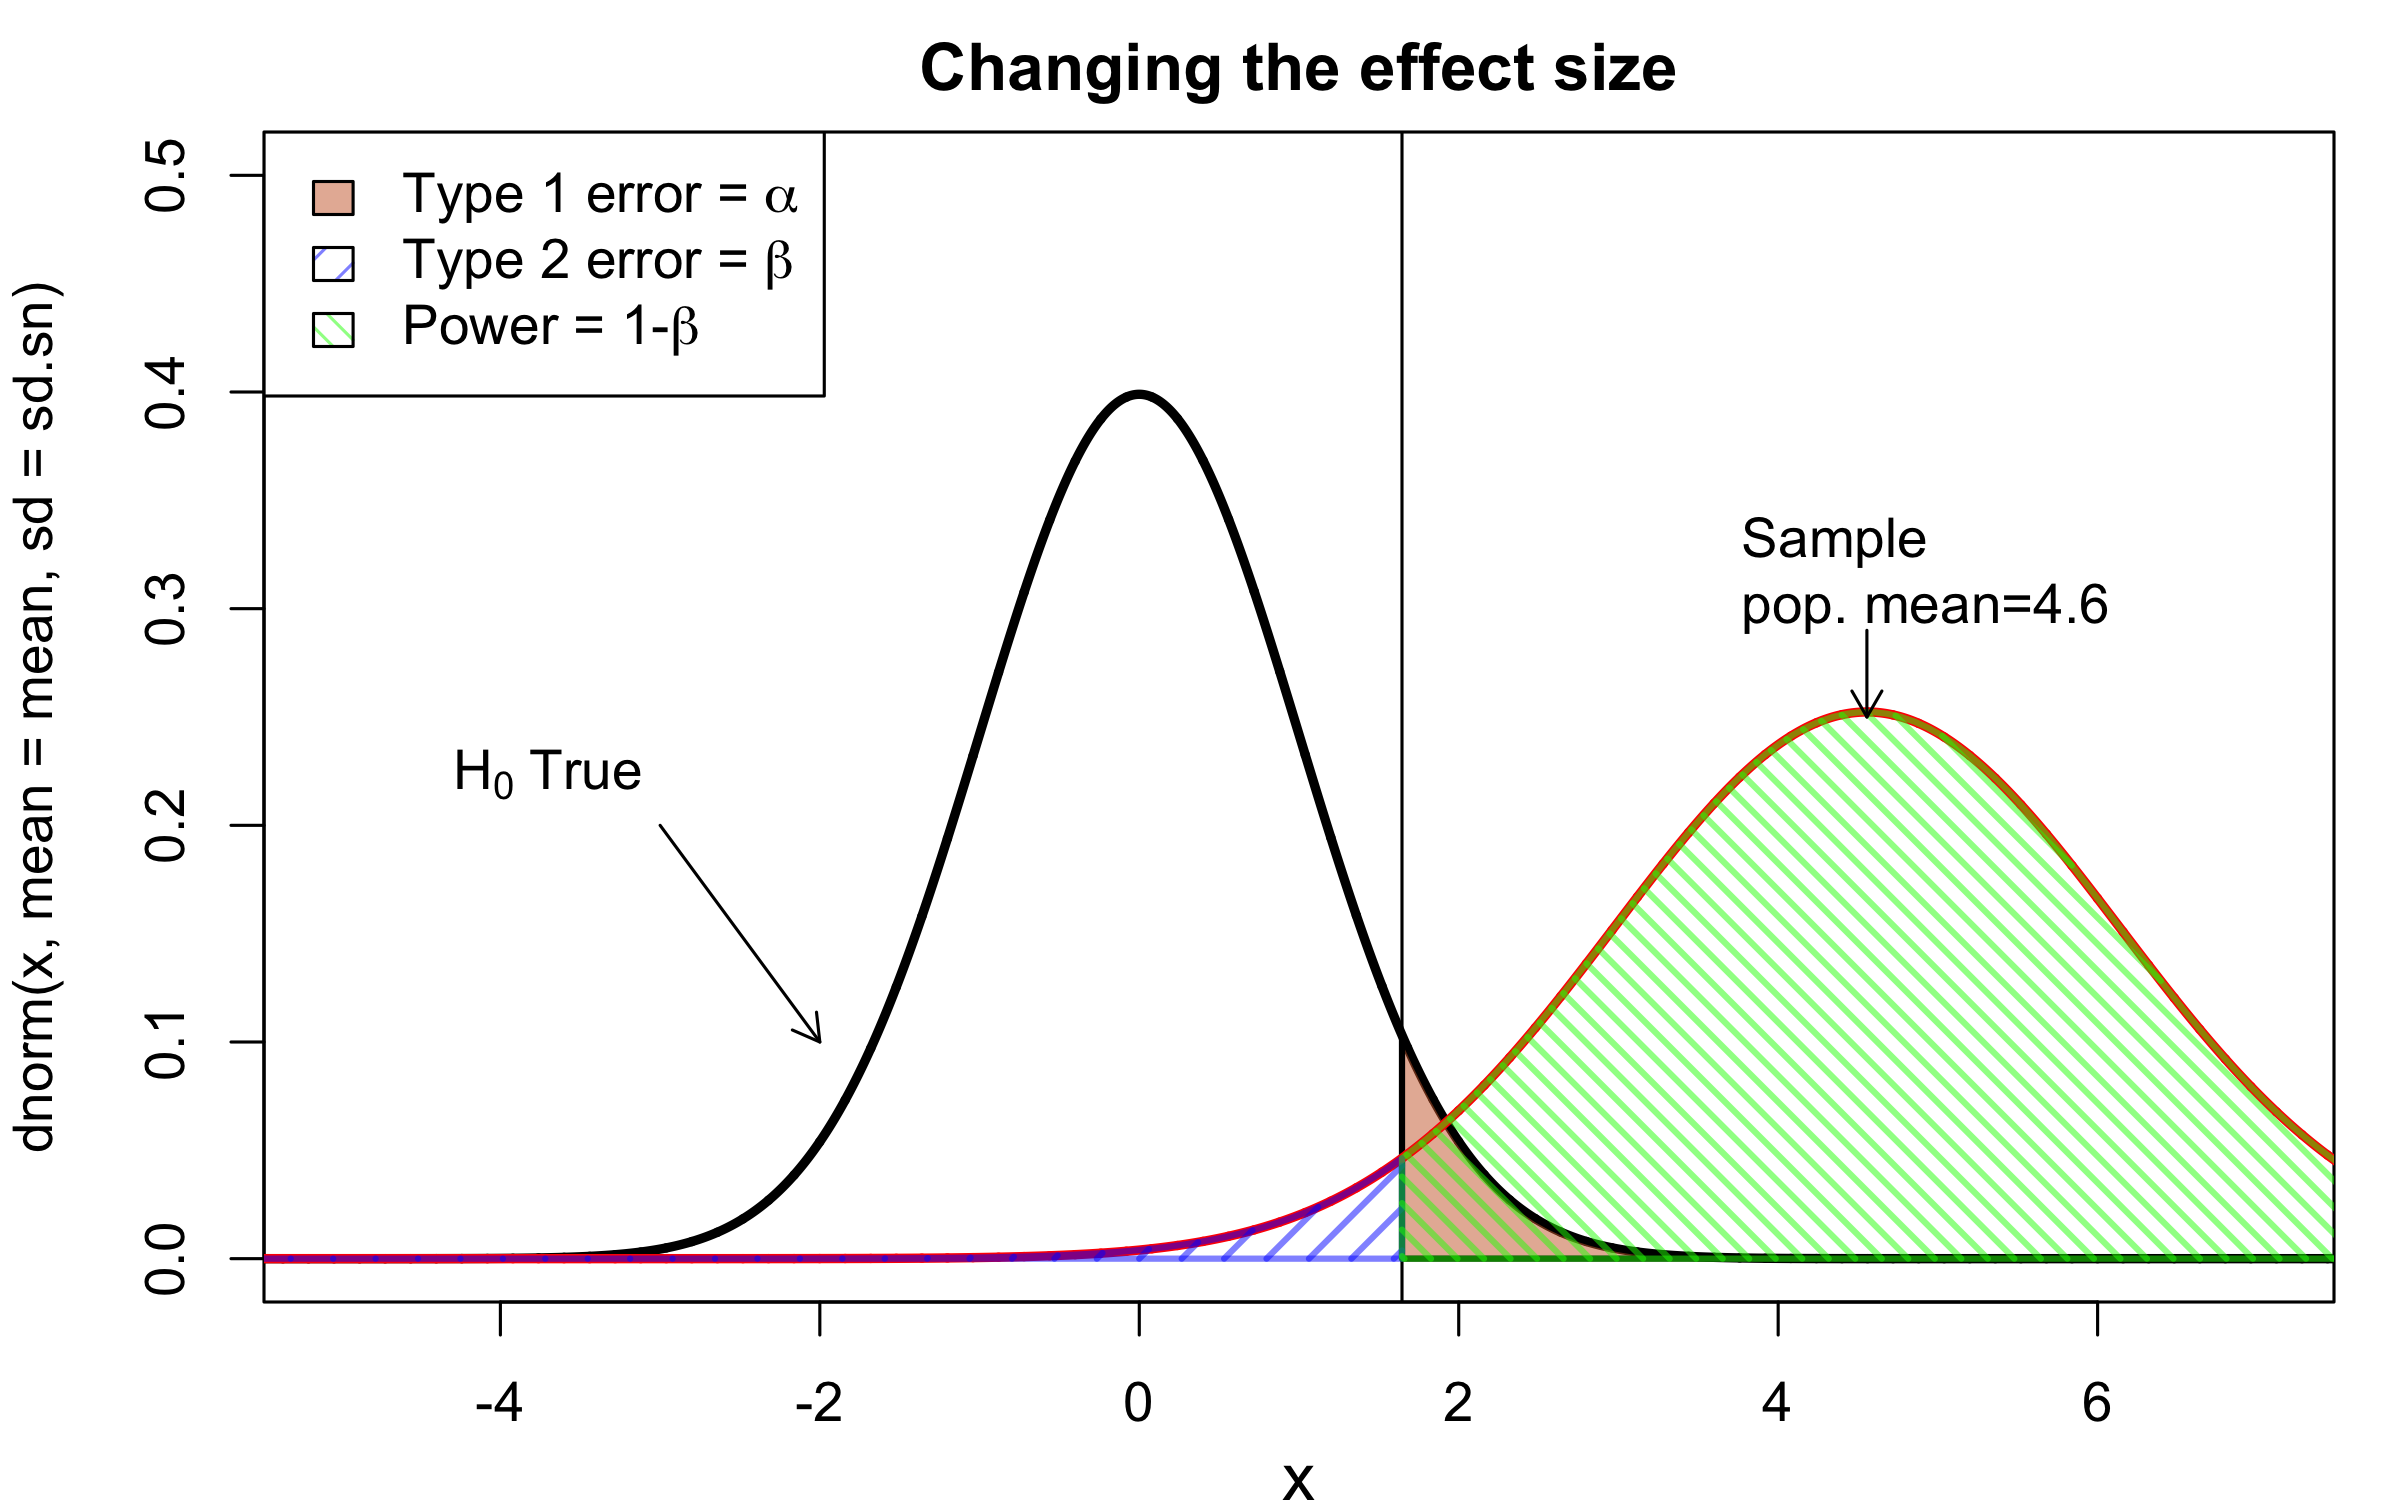 Changing the effect size
dnorm(x, mean = mean, sd = sd.sn)
0.5
0.4
0.3
0.2
0.1
0.0
Type 1 error = α
Type 2 error = β
Power = 1-β
Sample
pop. mean=4.6
H₀ True
-4
-2
0
2
4
6
x